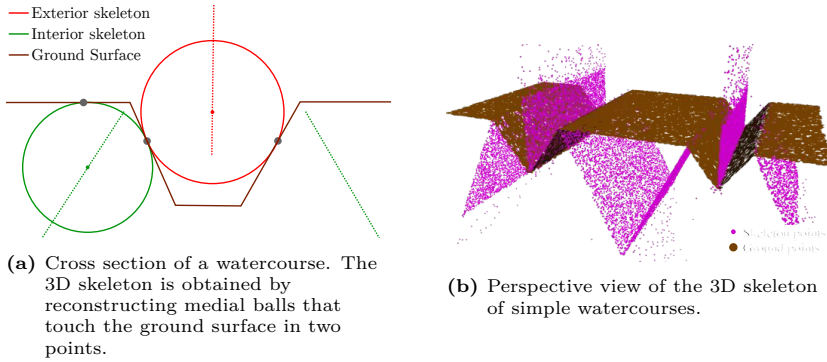 Exterior skeleton
Interior skeleton
Ground Surface
Skeleton points
Ground points
(a) Cross section of a watercourse. The
3D skeleton is obtained by
reconstructing medial balls that
touch the ground surface in two
points.
(b) Perspective view of the 3D skeleton
of simple watercourses.